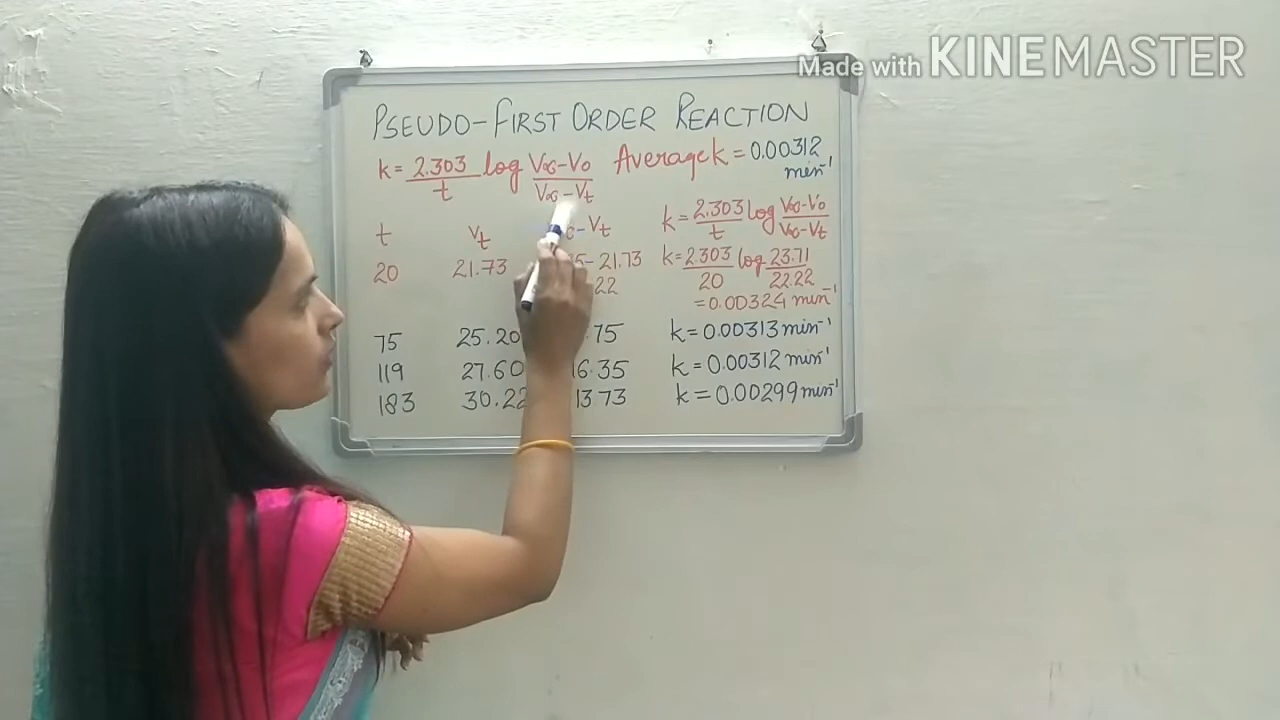 Made with KINEMASTER
PSEUDO-FIRST ORDER REACTION
k = 2.303/t log V∞-V0/V∞-Vt Average k = 0.00312 min⁻¹
t Vt -Vt k = 2.303/t log V∞-V0/V∞-Vt
20 21.73 5-21.73 k = 2.303/20 log 23.71/22.22
22 = 0.00324 min⁻¹
75 25.20 .75 k = 0.00313 min⁻¹
119 27.60 16.35 k = 0.00312 min⁻¹
183 30.22 13.73 k = 0.00299 min⁻¹